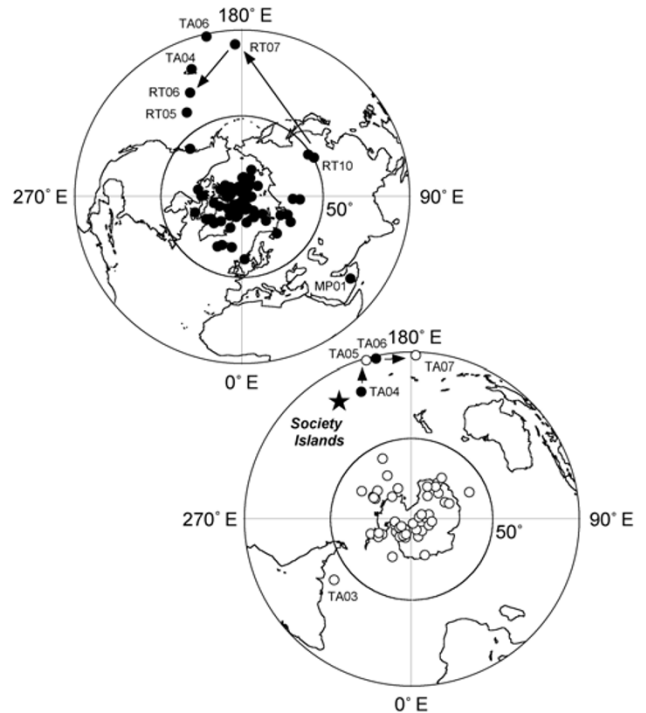 180° E
TA06
RT07
TA04
RT06
RT05
RT10
270° E
90° E
50°
MP01
0° E
180° E
TA06
TA05
TA07
TA04
Society
Islands
270° E
90° E
50°
TA03
0° E